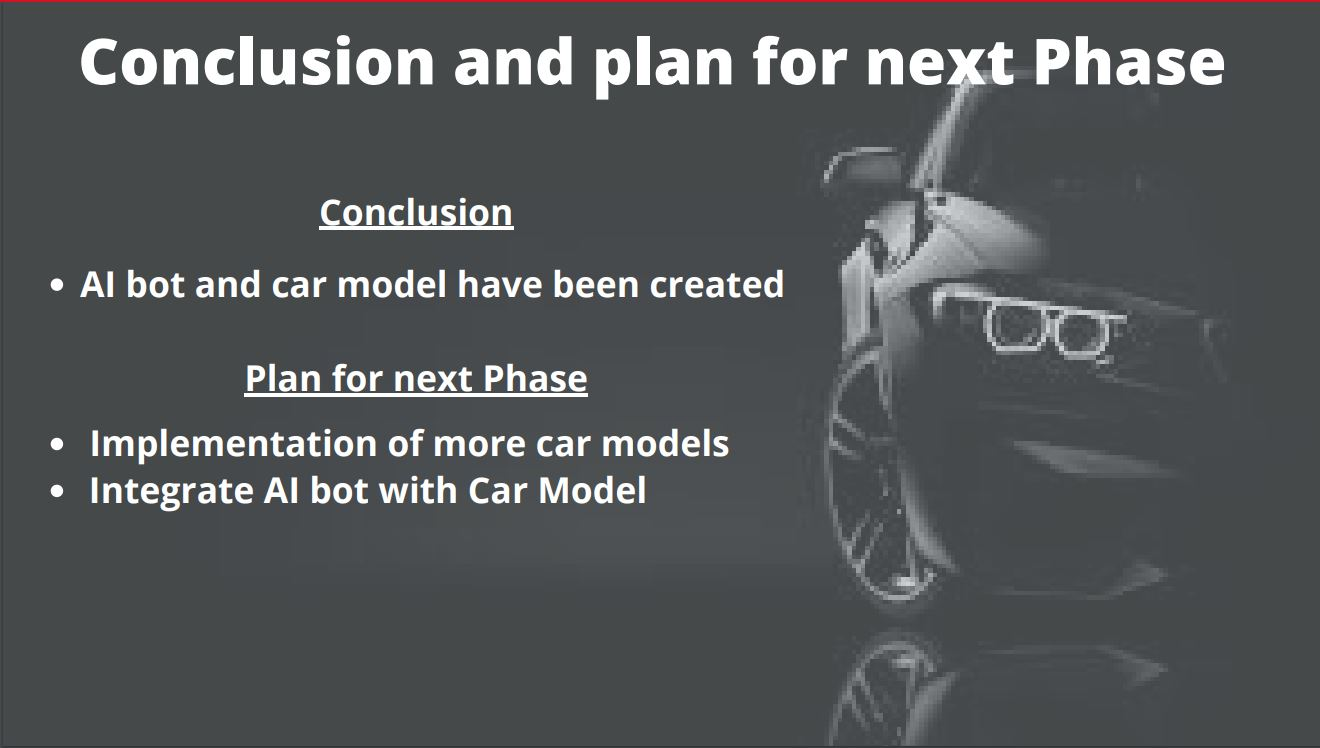 Conclusion and plan for next Phase
Conclusion
• AI bot and car model have been created
Plan for next Phase
• Implementation of more car models
• Integrate AI bot with Car Model